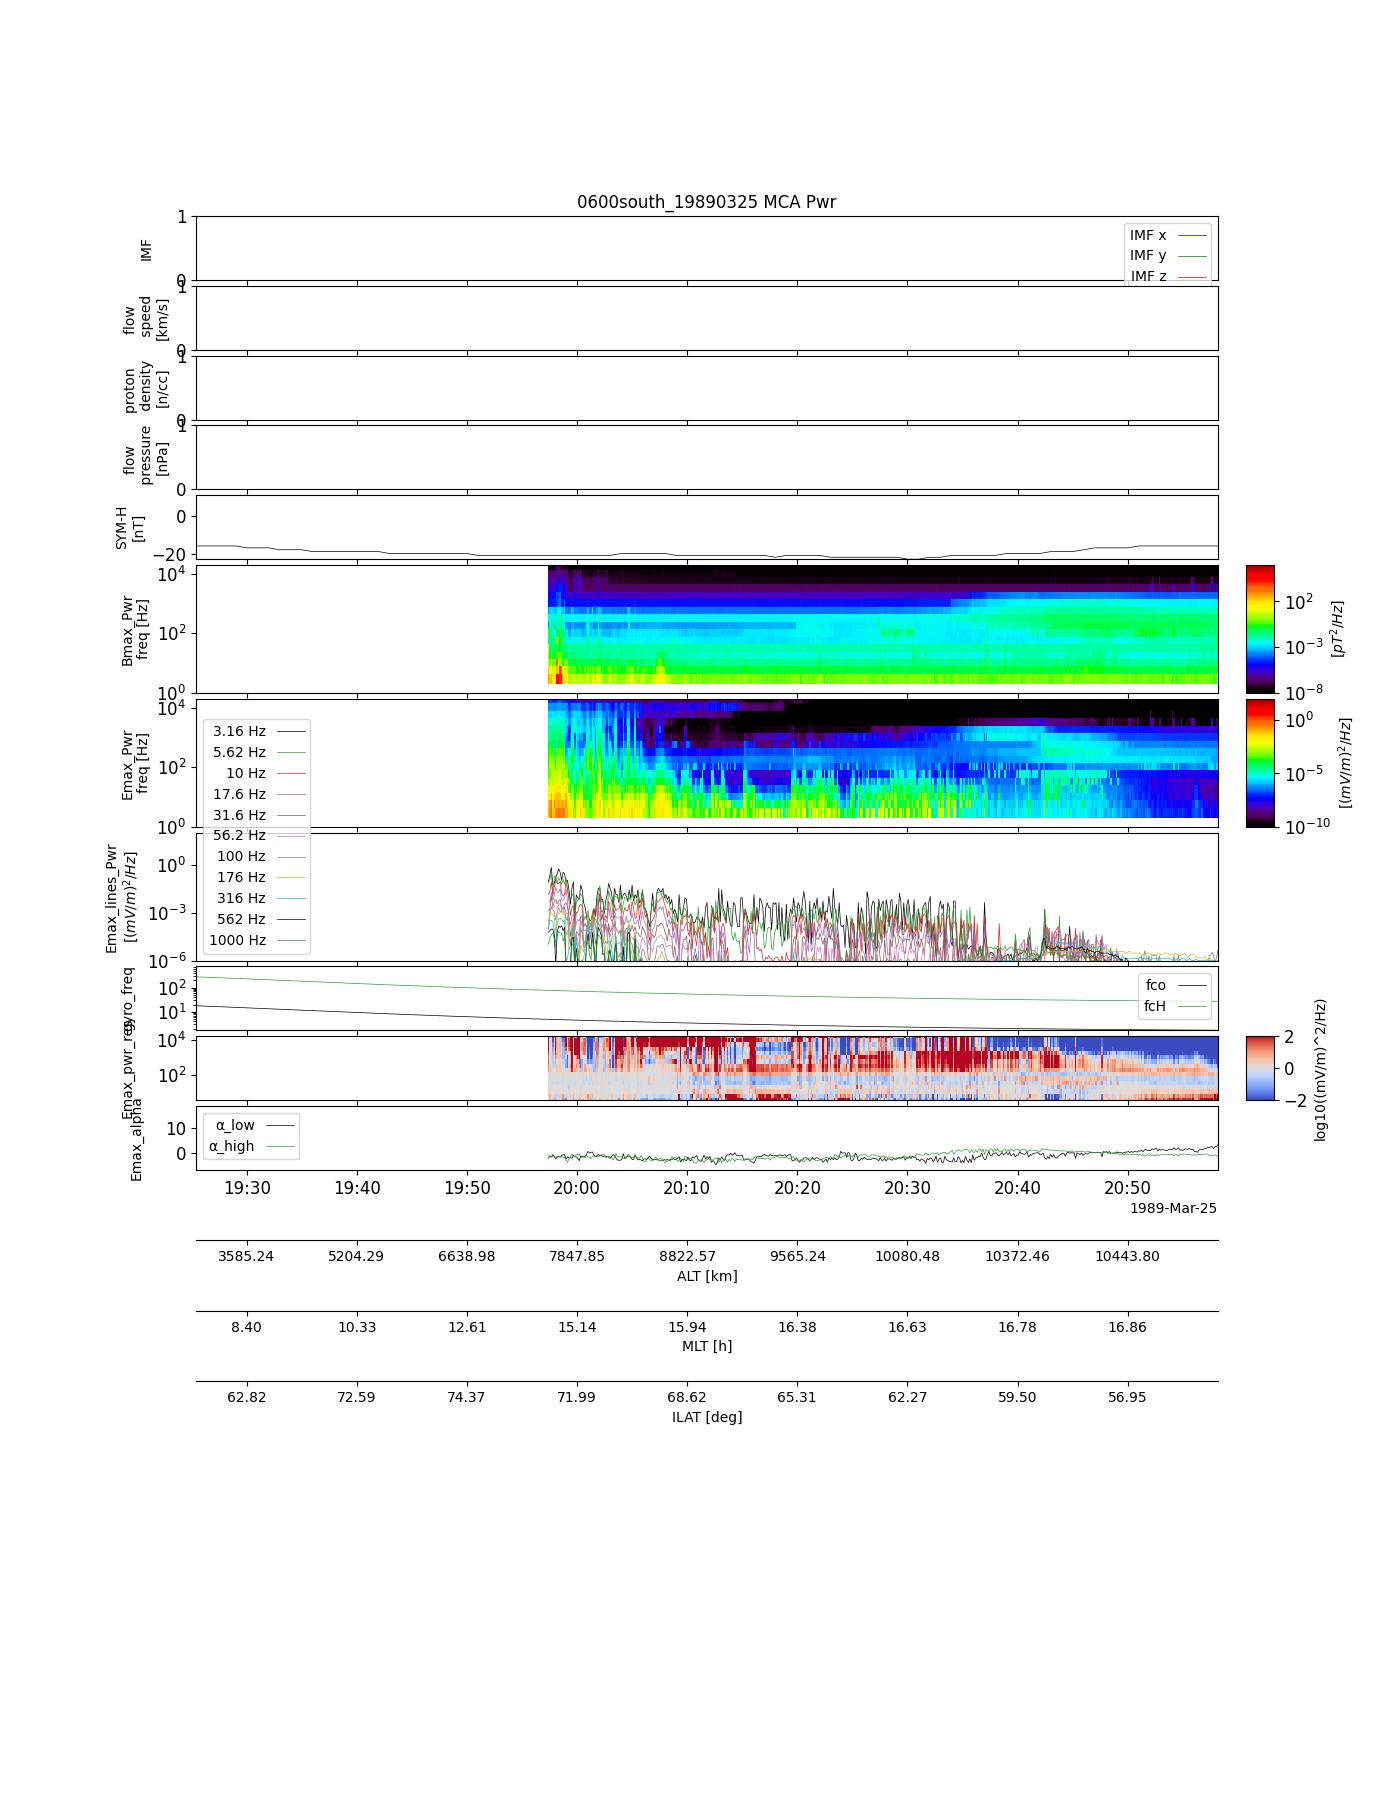 0600south_19890325 MCA Pwr
1
0
IMF
IMF x
IMF y
IMF z
1
0
flow
speed
[km/s]
1
0
proton
density
[n/cc]
1
0
flow
pressure
[nPa]
0
−20
SYM-H
[nT]
10^4
10^2
10^0
Bmax_Pwr
freq [Hz]
10^2
10^−3
10^−8
[pT^2/Hz]
10^4
10^2
10^0
Emax_Pwr
freq [Hz]
10^0
10^−5
10^−10
[(mV/m)^2/Hz]
3.16 Hz
5.62 Hz
10 Hz
17.6 Hz
31.6 Hz
56.2 Hz
100 Hz
176 Hz
316 Hz
562 Hz
1000 Hz
10^0
10^−3
10^−6
Emax_lines_Pwr
[(mV/m)^2/Hz]
10^2
10^1
gyro_freq
fco
fcH
10^4
10^2
Emax_pwr_reg
2
0
−2
log10((mV/m)^2/Hz)
10
0
Emax_alpha
α_low
α_high
19:30 19:40 19:50 20:00 20:10 20:20 20:30 20:40 20:50
1989-Mar-25
3585.24 5204.29 6638.98 7847.85 8822.57 9565.24 10080.48 10372.46 10443.80
ALT [km]
8.40 10.33 12.61 15.14 15.94 16.38 16.63 16.78 16.86
MLT [h]
62.82 72.59 74.37 71.99 68.62 65.31 62.27 59.50 56.95
ILAT [deg]